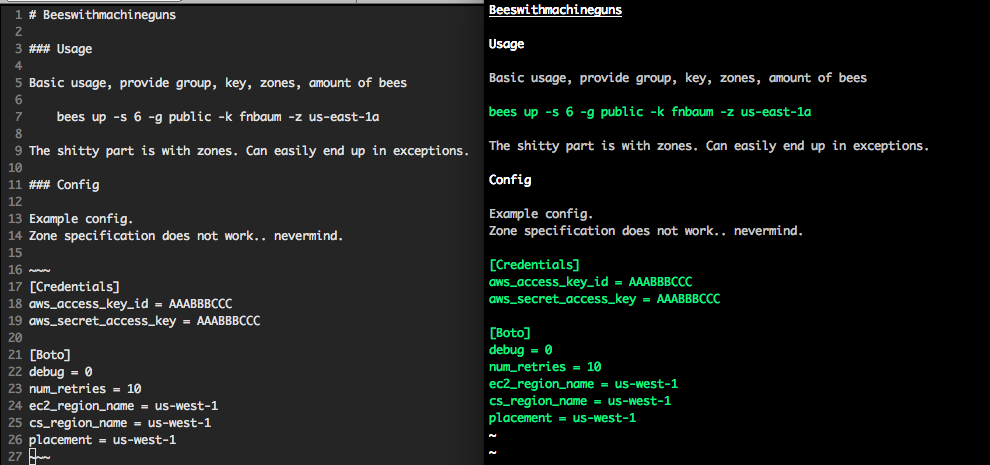 1 # Beeswithmachineguns
2
3 ### Usage
4
5 Basic usage, provide group, key, zones, amount of bees
6
7     bees up -s 6 -g public -k fnbaum -z us-east-1a
8
9 The shitty part is with zones. Can easily end up in exceptions.
10
11 ### Config
12
13 Example config.
14 Zone specification does not work.. nevermind.
15
16 ~~~
17 [Credentials]
18 aws_access_key_id = AAABBBCCC
19 aws_secret_access_key = AAABBBCCC
20
21 [Boto]
22 debug = 0
23 num_retries = 10
24 ec2_region_name = us-west-1
25 cs_region_name = us-west-1
26 placement = us-west-1
27 ~~~
Beeswithmachineguns
Usage
Basic usage, provide group, key, zones, amount of bees
bees up -s 6 -g public -k fnbaum -z us-east-1a
The shitty part is with zones. Can easily end up in exceptions.
Config
Example config.
Zone specification does not work.. nevermind.
[Credentials]
aws_access_key_id = AAABBBCCC
aws_secret_access_key = AAABBBCCC
[Boto]
debug = 0
num_retries = 10
ec2_region_name = us-west-1
cs_region_name = us-west-1
placement = us-west-1
~
~